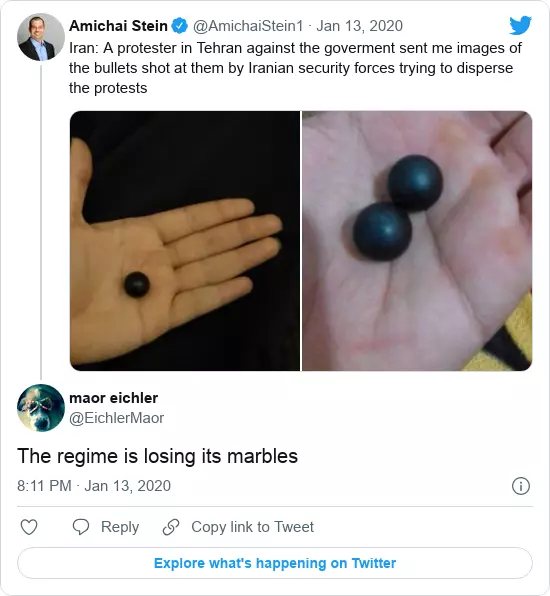 Amichai Stein @AmichaiStein1 · Jan 13, 2020
Iran: A protester in Tehran against the goverment sent me images of
the bullets shot at them by Iranian security forces trying to disperse
the protests
maor eichler
@EichlerMaor
The regime is losing its marbles
8:11 PM · Jan 13, 2020
Reply
Copy link to Tweet
Explore what's happening on Twitter